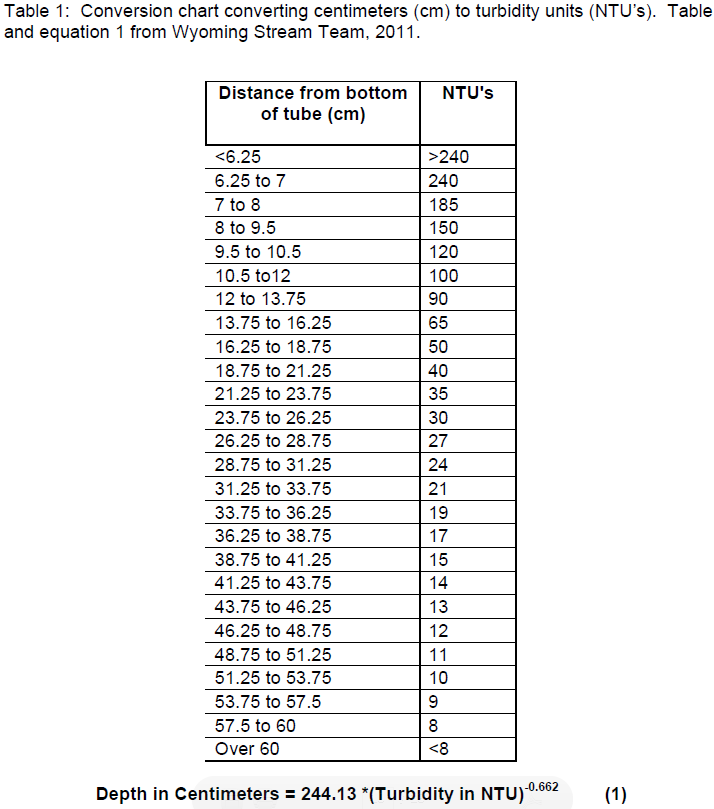 Table 1:  Conversion chart converting centimeters (cm) to turbidity units (NTU's).  Table
and equation 1 from Wyoming Stream Team, 2011.
Distance from bottom NTU's
of tube (cm)
<6.25 >240
6.25 to 7 240
7 to 8 185
8 to 9.5 150
9.5 to 10.5 120
10.5 to12 100
12 to 13.75 90
13.75 to 16.25 65
16.25 to 18.75 50
18.75 to 21.25 40
21.25 to 23.75 35
23.75 to 26.25 30
26.25 to 28.75 27
28.75 to 31.25 24
31.25 to 33.75 21
33.75 to 36.25 19
36.25 to 38.75 17
38.75 to 41.25 15
41.25 to 43.75 14
43.75 to 46.25 13
46.25 to 48.75 12
48.75 to 51.25 11
51.25 to 53.75 10
53.75 to 57.5 9
57.5 to 60 8
Over 60 <8
Depth in Centimeters = 244.13 *(Turbidity in NTU)^-0.662 (1)